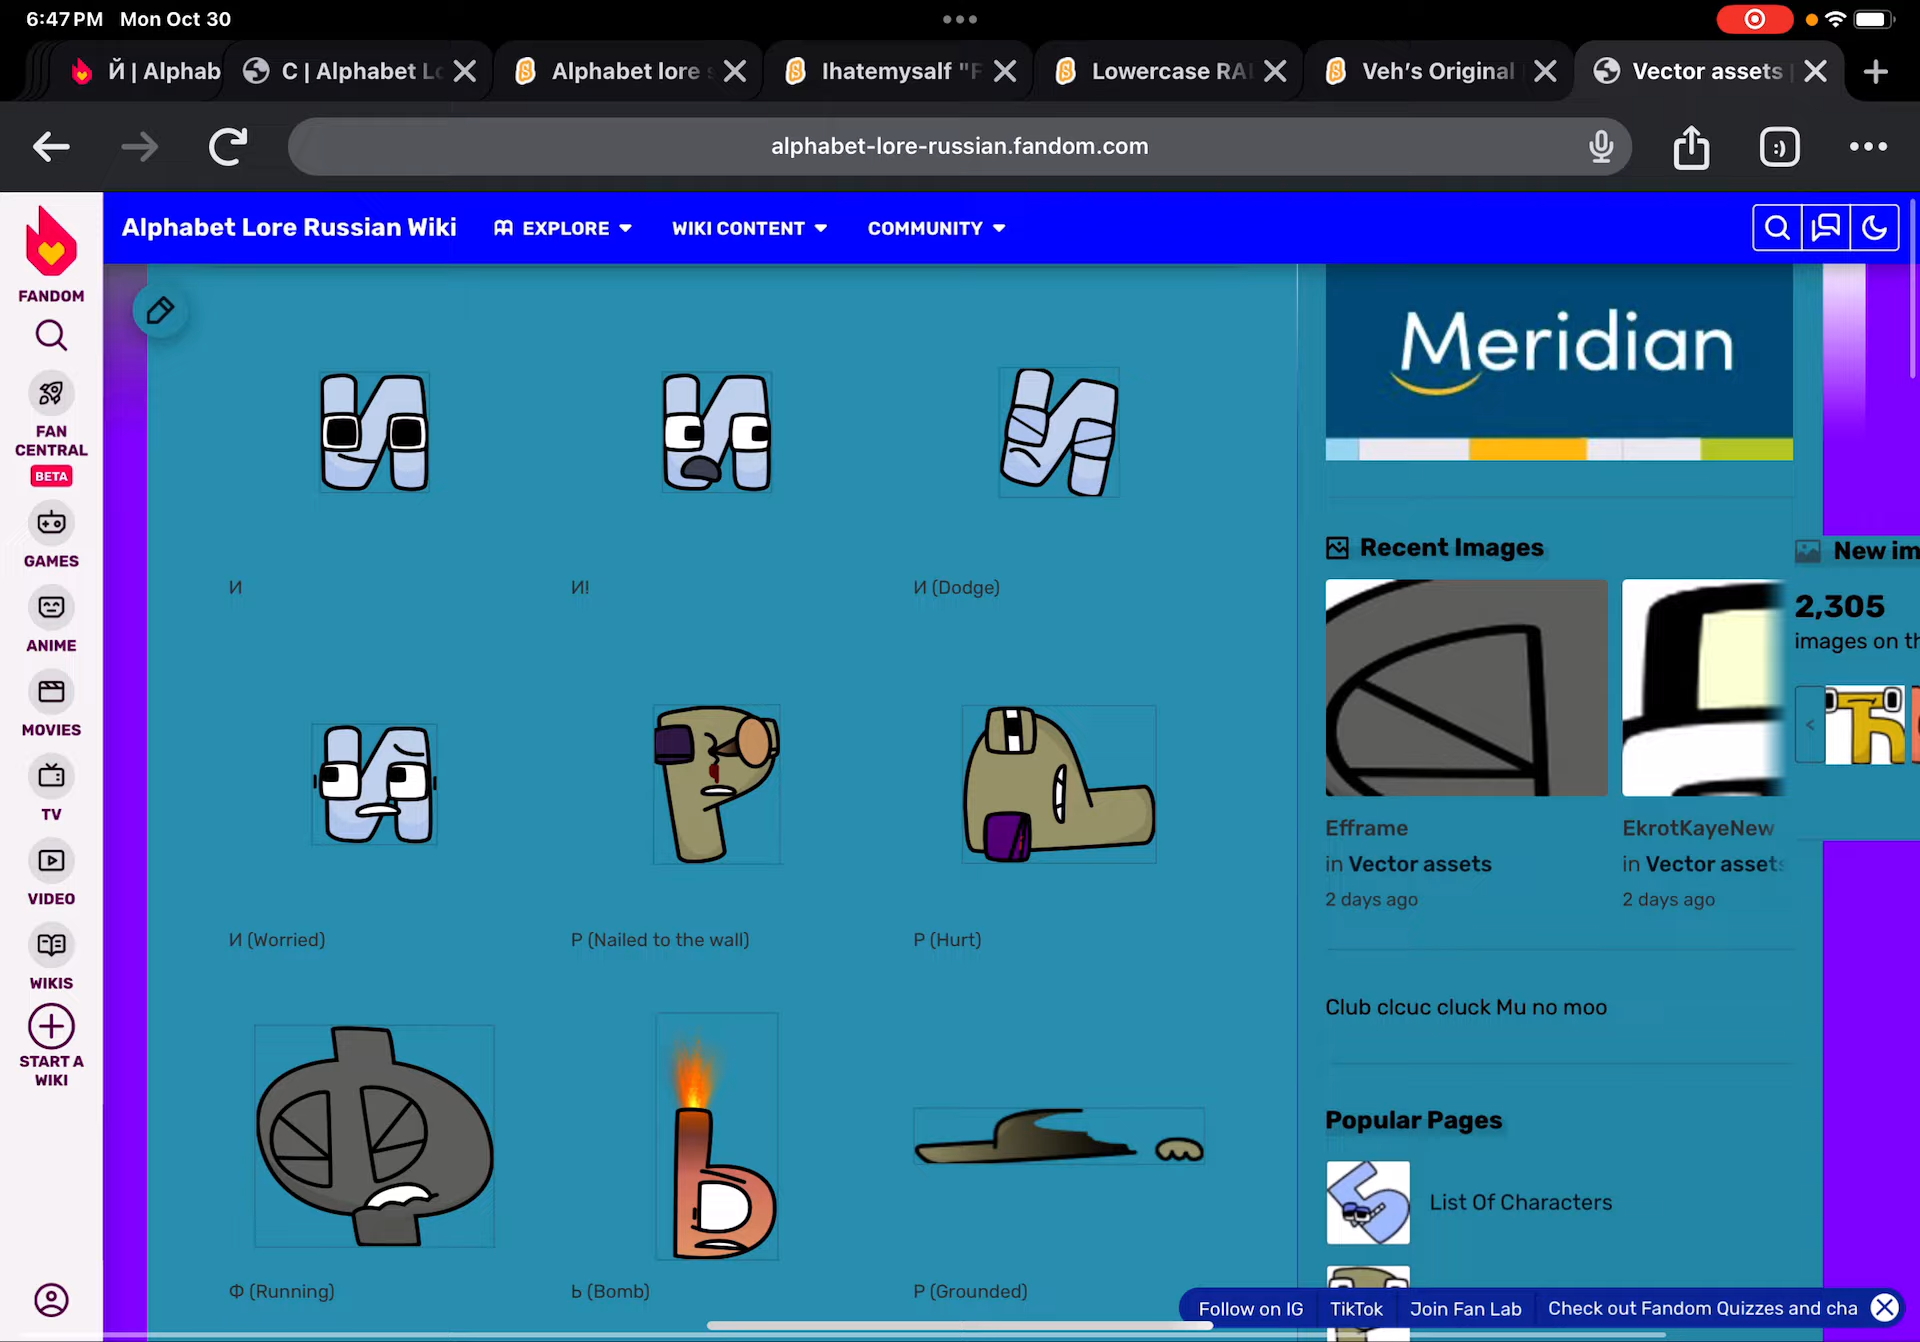 6:47 PM Mon Oct 30
Й | Alphab
C | Alphabet Lo
Alphabet lore s
Ihatemysalf "F
Lowercase RAI
Veh's Original
Vector assets
alphabet-lore-russian.fandom.com
FANDOM
FAN CENTRAL
BETA
GAMES
ANIME
MOVIES
TV
VIDEO
WIKIS
START A WIKI
Alphabet Lore Russian Wiki
EXPLORE
WIKI CONTENT
COMMUNITY
И
И!
И (Dodge)
И (Worried)
Р (Nailed to the wall)
Р (Hurt)
Ф (Running)
Ь (Bomb)
Р (Grounded)
Meridian
Recent Images
Efframe
in Vector assets
2 days ago
EkrotKayeNew
in Vector assets
2 days ago
New im
2,305
images on th
Club clcuc cluck Mu no moo
Popular Pages
List Of Characters
Follow on IG
TikTok
Join Fan Lab
Check out Fandom Quizzes and cha